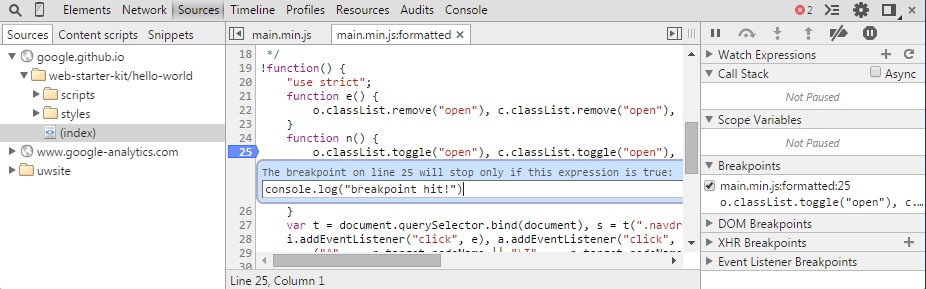 Elements Network Sources Timeline Profiles Resources Audits Console 2
Sources Content scripts Snippets
main.min.js main.min.js:formatted
google.github.io
web-starter-kit/hello-world
scripts
styles
(index)
www.google-analytics.com
uwsite
18 */
19 !function() {
20 "use strict";
21 function e() {
22 o.classList.remove("open"), c.classList.remove("open"),
23 }
24 function n() {
25 o.classList.toggle("open"), c.classList.toggle("open"),
The breakpoint on line 25 will stop only if this expression is true:
console.log("breakpoint hit!")
26 }
27 var t = document.querySelector.bind(document), s = t(".navdr
28 i.addEventListener("click", e), a.addEventListener("click",
Line 25, Column 1
Watch Expressions
Call Stack Async
Not Paused
Scope Variables
Not Paused
Breakpoints
main.min.js:formatted:25
o.classList.toggle("open"), c....
DOM Breakpoints
XHR Breakpoints
Event Listener Breakpoints